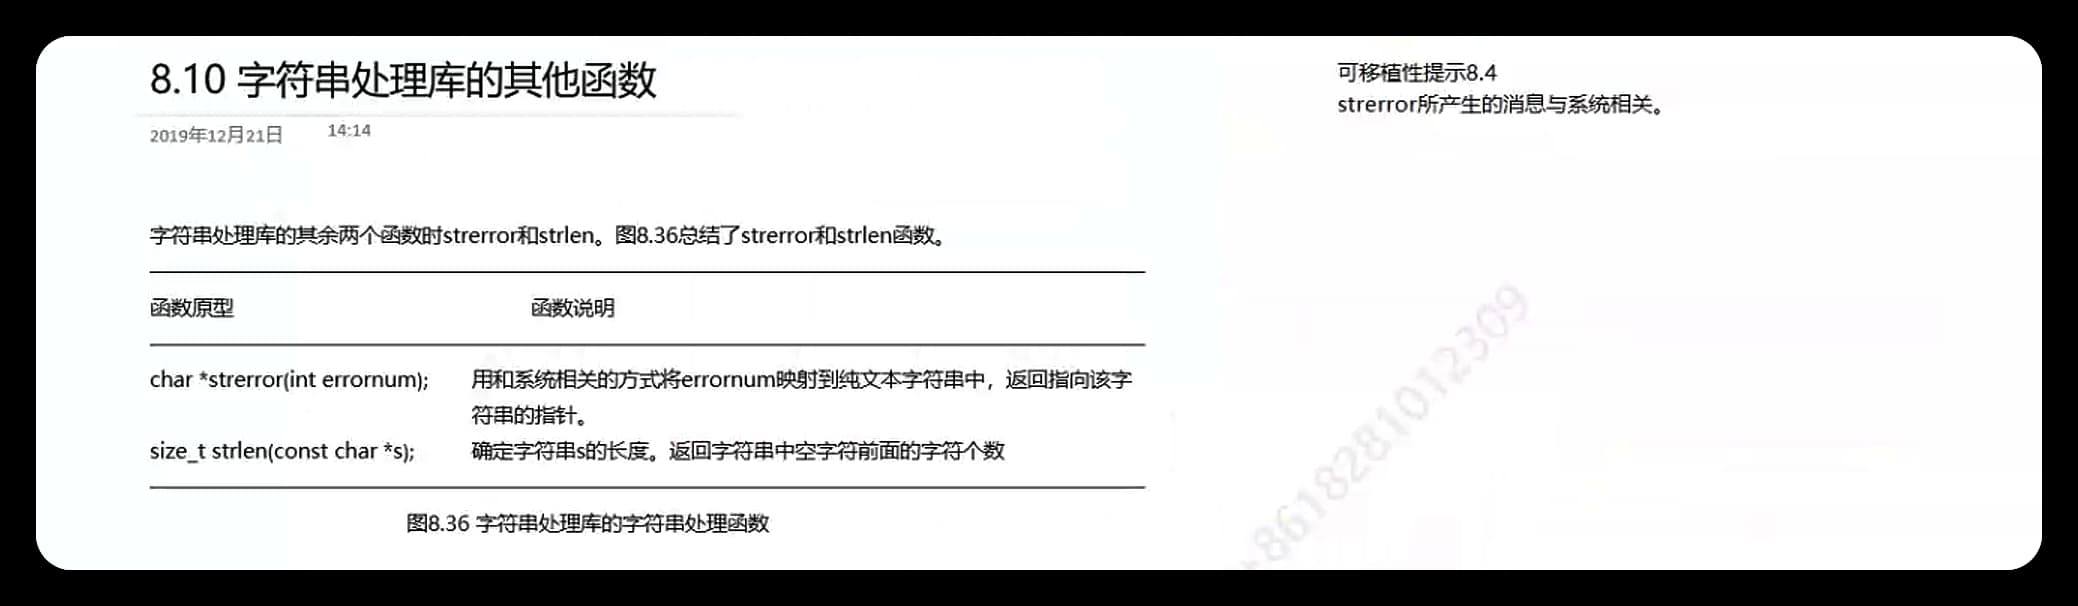 8.10 字符串处理库的其他函数
2019年12月21日 14:14
字符串处理库的其余两个函数时strerror和strlen。图8.36总结了strerror和strlen函数。
函数原型 函数说明
char *strerror(int errornum); 用和系统相关的方式将errornum映射到纯文本字符串中，返回指向该字
符串的指针。
size_t strlen(const char *s); 确定字符串s的长度。返回字符串中空字符前面的字符个数
图8.36 字符串处理库的字符串处理函数
可移植性提示8.4
strerror所产生的消息与系统相关。
8618281012309